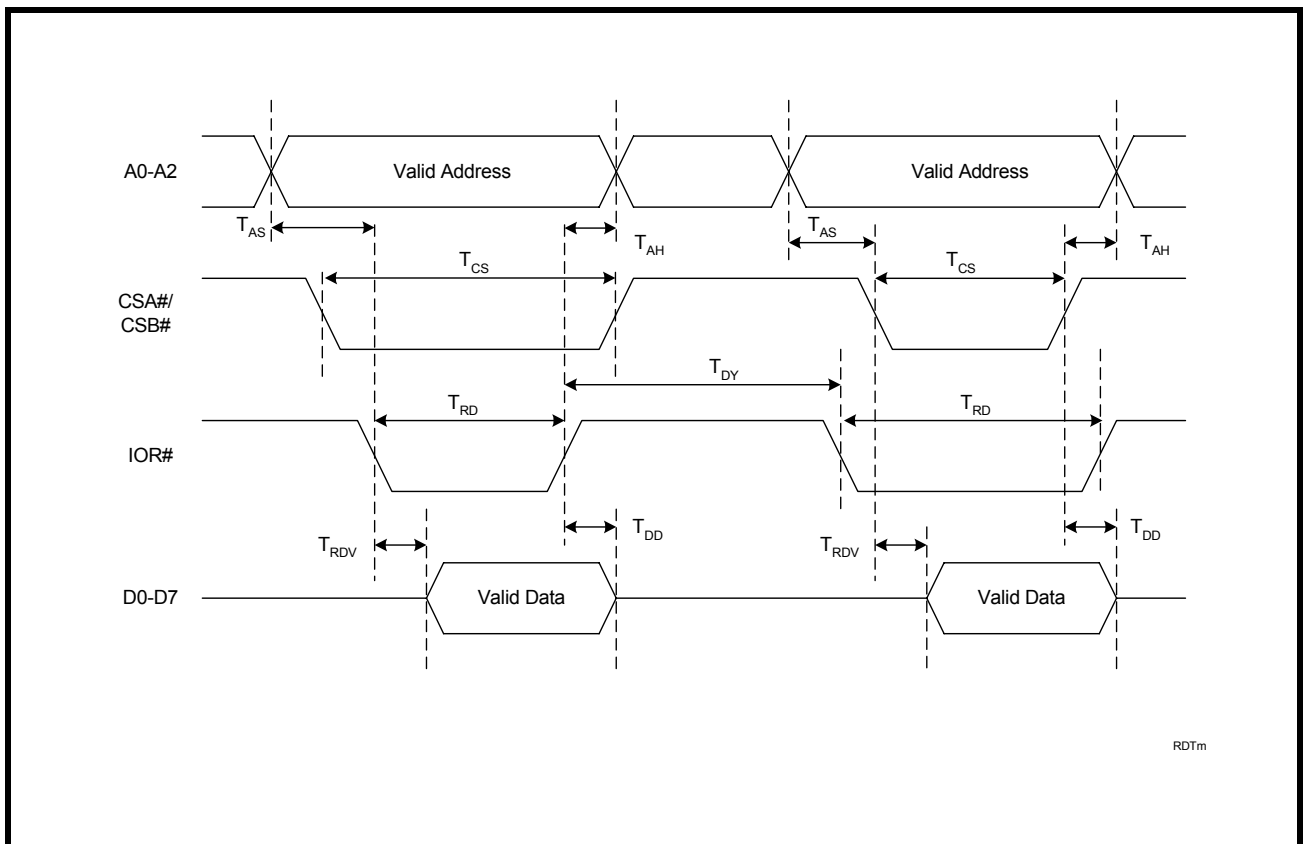 A0-A2
Valid Address
Valid Address
TAS
TAH
TAS
TAH
TCS
TCS
CSA#/
CSB#
TDY
TRD
TRD
IOR#
TRDV
TDD
TRDV
TDD
D0-D7
Valid Data
Valid Data
RDTm